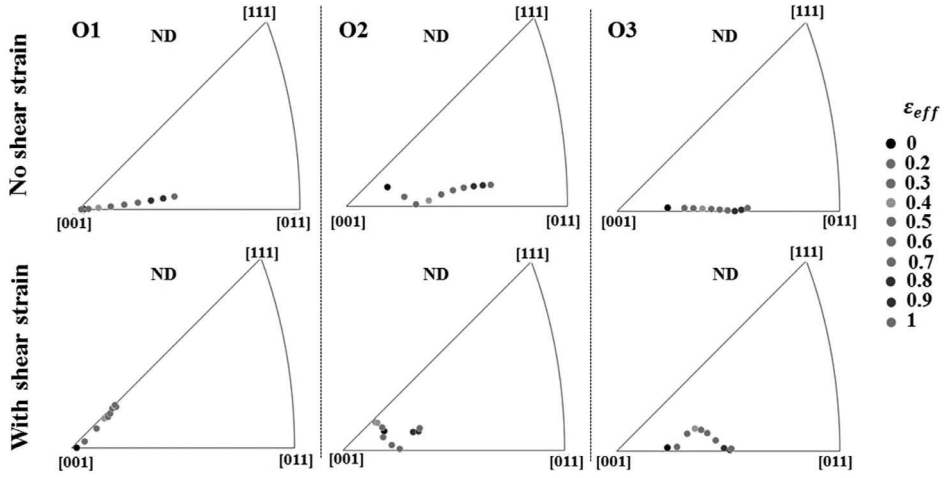 No shear strain
O1
ND
[111]
[001]
[011]
O2
ND
[111]
[001]
[011]
O3
ND
[111]
[001]
[011]
With shear strain
ND
[111]
[001]
[011]
ND
[111]
[001]
[011]
ND
[111]
[001]
[011]
ε_eff
0
0.2
0.3
0.4
0.5
0.6
0.7
0.8
0.9
1